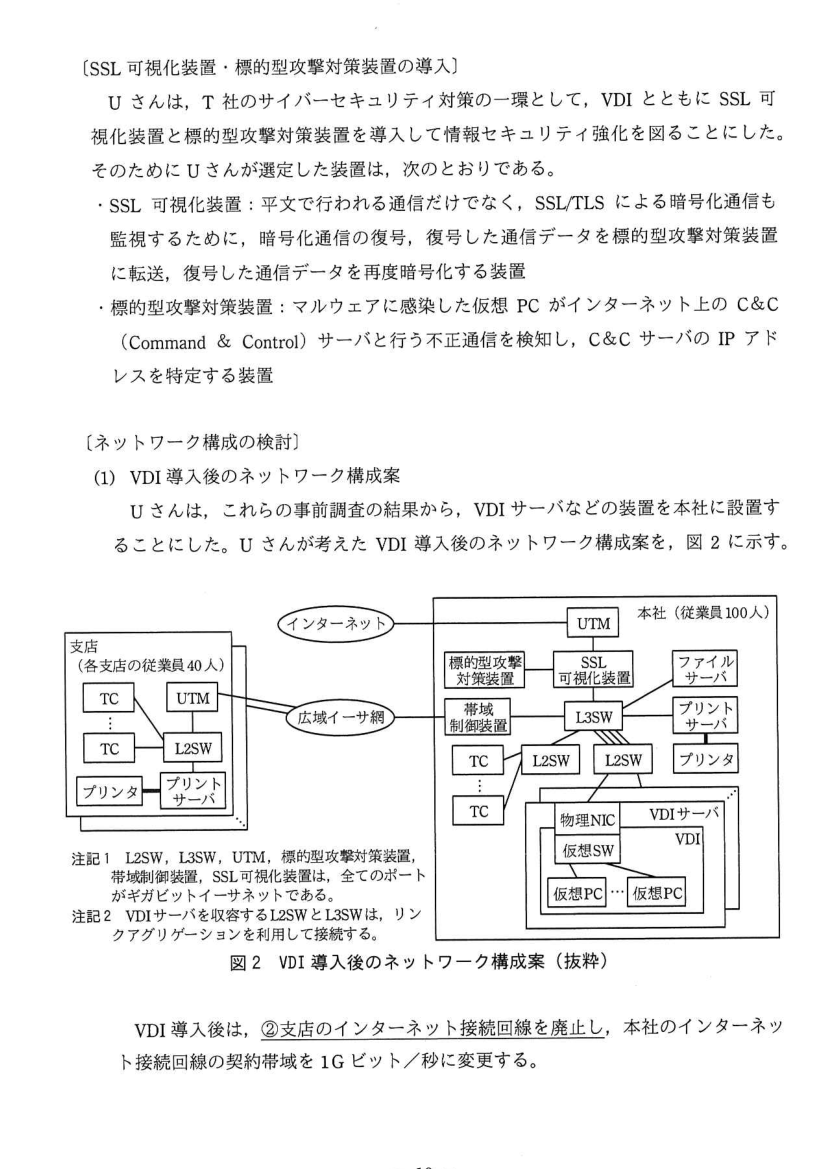 〔SSL 可視化装置・標的型攻撃対策装置の導入〕
U さんは，T 社のサイバーセキュリティ対策の一環として，VDI とともに SSL 可
視化装置と標的型攻撃対策装置を導入して情報セキュリティ強化を図ることにした。
そのために U さんが選定した装置は，次のとおりである。
・SSL 可視化装置：平文で行われる通信だけでなく，SSL/TLS による暗号化通信も
監視するために，暗号化通信の復号，復号した通信データを標的型攻撃対策装置
に転送，復号した通信データを再度暗号化する装置
・標的型攻撃対策装置：マルウェアに感染した仮想 PC がインターネット上の C＆C
（Command ＆ Control）サーバと行う不正通信を検知し，C＆C サーバの IP アド
レスを特定する装置
〔ネットワーク構成の検討〕
(1) VDI 導入後のネットワーク構成案
U さんは，これらの事前調査の結果から，VDI サーバなどの装置を本社に設置す
ることにした。U さんが考えた VDI 導入後のネットワーク構成案を，図 2 に示す。
支店
（各支店の従業員40人）
TC
UTM
⋮
TC
L2SW
プリンタ
プリント
サーバ
インターネット
広域イーサ網
本社（従業員100人）
UTM
標的型攻撃
対策装置
SSL
可視化装置
ファイル
サーバ
帯域
制御装置
L3SW
プリント
サーバ
TC
L2SW
L2SW
プリンタ
⋮
TC
物理NIC
VDIサーバ
VDI
仮想SW
仮想PC
…
仮想PC
注記1 L2SW，L3SW，UTM，標的型攻撃対策装置，
帯域制御装置，SSL可視化装置は，全てのポート
がギガビットイーサネットである。
注記2 VDIサーバを収容するL2SWとL3SWは，リン
クアグリゲーションを利用して接続する。
図2 VDI 導入後のネットワーク構成案（抜粋）
VDI 導入後は，②支店のインターネット接続回線を廃止し，本社のインターネッ
ト接続回線の契約帯域を 1G ビット／秒に変更する。